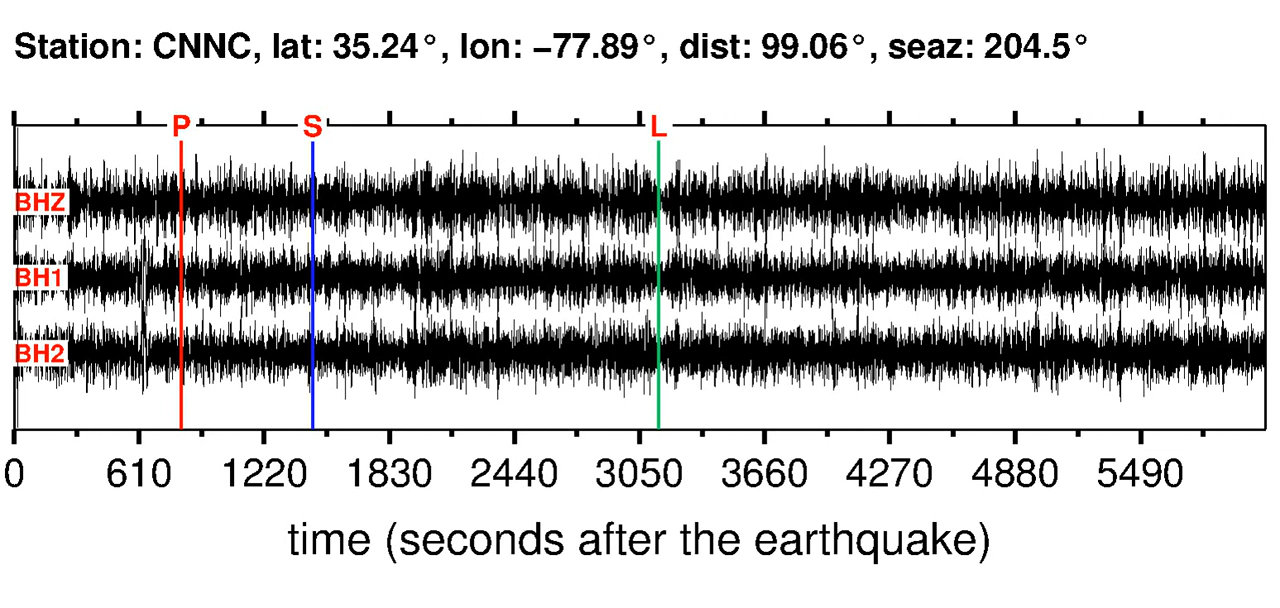 Station: CNNC, lat: 35.24°, lon: −77.89°, dist: 99.06°, seaz: 204.5°
P S L
BHZ
BH1
BH2
0 610 1220 1830 2440 3050 3660 4270 4880 5490
time (seconds after the earthquake)